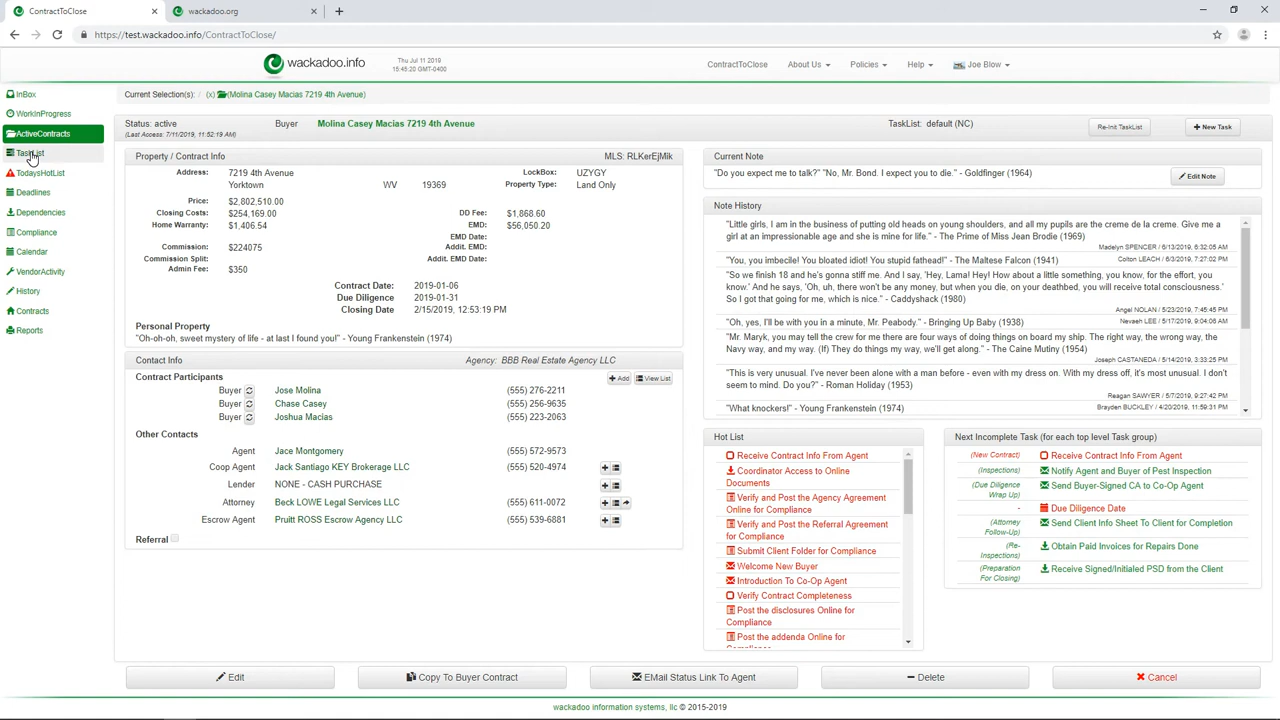 ContractToClose
wackadoo.org
https://test.wackadoo.info/ContractToClose/
wackadoo.info
Thu Jul 11 2019
15:45:20 GMT-0400
ContractToClose
About Us
Policies
Help
Joe Blow
InBox
WorkInProgress
ActiveContracts
TaskList
TodaysHotList
Deadlines
Dependencies
Compliance
Calendar
VendorActivity
History
Contracts
Reports
Current Selection(s): / (x) (Molina Casey Macias 7219 4th Avenue)
Status: active
(Last Access: 7/11/2019, 11:52:19 AM)
Buyer
Molina Casey Macias 7219 4th Avenue
TaskList: default (NC)
Re-Init TaskList
New Task
Property / Contract Info
MLS: RLKerEjMik
Address: 7219 4th Avenue
LockBox: UZYGY
Yorktown WV 19369
Property Type: Land Only
Price: $2,802,510.00
Closing Costs: $254,169.00
DD Fee: $1,868.60
Home Warranty: $1,406.54
EMD: $56,050.20
EMD Date:
Commission: $224075
Addit. EMD:
Commission Split:
Addit. EMD Date:
Admin Fee: $350
Contract Date: 2019-01-06
Due Diligence 2019-01-31
Closing Date 2/15/2019, 12:53:19 PM
Personal Property
"Oh-oh-oh, sweet mystery of life - at last I found you!" - Young Frankenstein (1974)
Contact Info
Agency: BBB Real Estate Agency LLC
Contract Participants
Add
View List
Buyer Jose Molina (555) 276-2211
Buyer Chase Casey (555) 256-9635
Buyer Joshua Macias (555) 223-2063
Other Contacts
Agent Jace Montgomery (555) 572-9573
Coop Agent Jack Santiago KEY Brokerage LLC (555) 520-4974
Lender NONE - CASH PURCHASE
Attorney Beck LOWE Legal Services LLC (555) 611-0072
Escrow Agent Pruitt ROSS Escrow Agency LLC (555) 539-6881
Referral
Current Note
"Do you expect me to talk?" "No, Mr. Bond. I expect you to die." - Goldfinger (1964)
Edit Note
Note History
"Little girls, I am in the business of putting old heads on young shoulders, and all my pupils are the creme de la creme. Give me a
girl at an impressionable age and she is mine for life." - The Prime of Miss Jean Brodie (1969)
Madelyn SPENCER / 6/13/2019, 6:32:05 AM
"You, you imbecile! You bloated idiot! You stupid fathead!" - The Maltese Falcon (1941)
Colton LEACH / 6/3/2019, 7:27:02 PM
"So we finish 18 and he's gonna stiff me. And I say, 'Hey, Lama! Hey! How about a little something, you know, for the effort, you
know.' And he says, 'Oh, uh, there won't be any money, but when you die, on your deathbed, you will receive total consciousness.'
So I got that going for me, which is nice." - Caddyshack (1980)
Angel NOLAN / 5/23/2019, 7:45:45 PM
"Oh, yes, I'll be with you in a minute, Mr. Peabody." - Bringing Up Baby (1938)
Nevaeh LEE / 5/17/2019, 9:04:06 AM
"Mr. Maryk, you may tell the crew for me there are four ways of doing things on board my ship. The right way, the wrong way, the
Navy way, and my way. (If) They do things my way, we'll get along." - The Caine Mutiny (1954)
Joseph CASTANEDA / 5/14/2019, 3:33:25 PM
"This is very unusual. I've never been alone with a man before - even with my dress on. With my dress off, it's most unusual. I don't
seem to mind. Do you?" - Roman Holiday (1953)
Reagan SAWYER / 5/7/2019, 9:27:42 PM
"What knockers!" - Young Frankenstein (1974)
Brayden BUCKLEY / 4/20/2019, 11:59:31 PM
Hot List
Receive Contract Info From Agent
Coordinator Access to Online
Documents
Verify and Post the Agency Agreement
Online for Compliance
Verify and Post the Referral Agreement
for Compliance
Submit Client Folder for Compliance
Welcome New Buyer
Introduction To Co-Op Agent
Verify Contract Completeness
Post the disclosures Online for
Compliance
Post the addenda Online for
Next Incomplete Task (for each top level Task group)
(New Contract) Receive Contract Info From Agent
(Inspections) Notify Agent and Buyer of Pest Inspection
(Due Diligence Wrap Up) Send Buyer-Signed CA to Co-Op Agent
- Due Diligence Date
(Attorney Follow-Up) Send Client Info Sheet To Client for Completion
(Re-Inspections) Obtain Paid Invoices for Repairs Done
(Preparation For Closing) Receive Signed/Initialed PSD from the Client
Edit
Copy To Buyer Contract
EMail Status Link To Agent
Delete
Cancel
wackadoo information systems, llc © 2015-2019